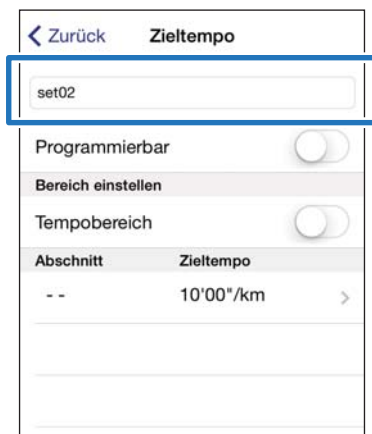 Zurück Zieltempo
set02
Programmierbar
Bereich einstellen
Tempobereich
Abschnitt Zieltempo
-- 10'00"/km